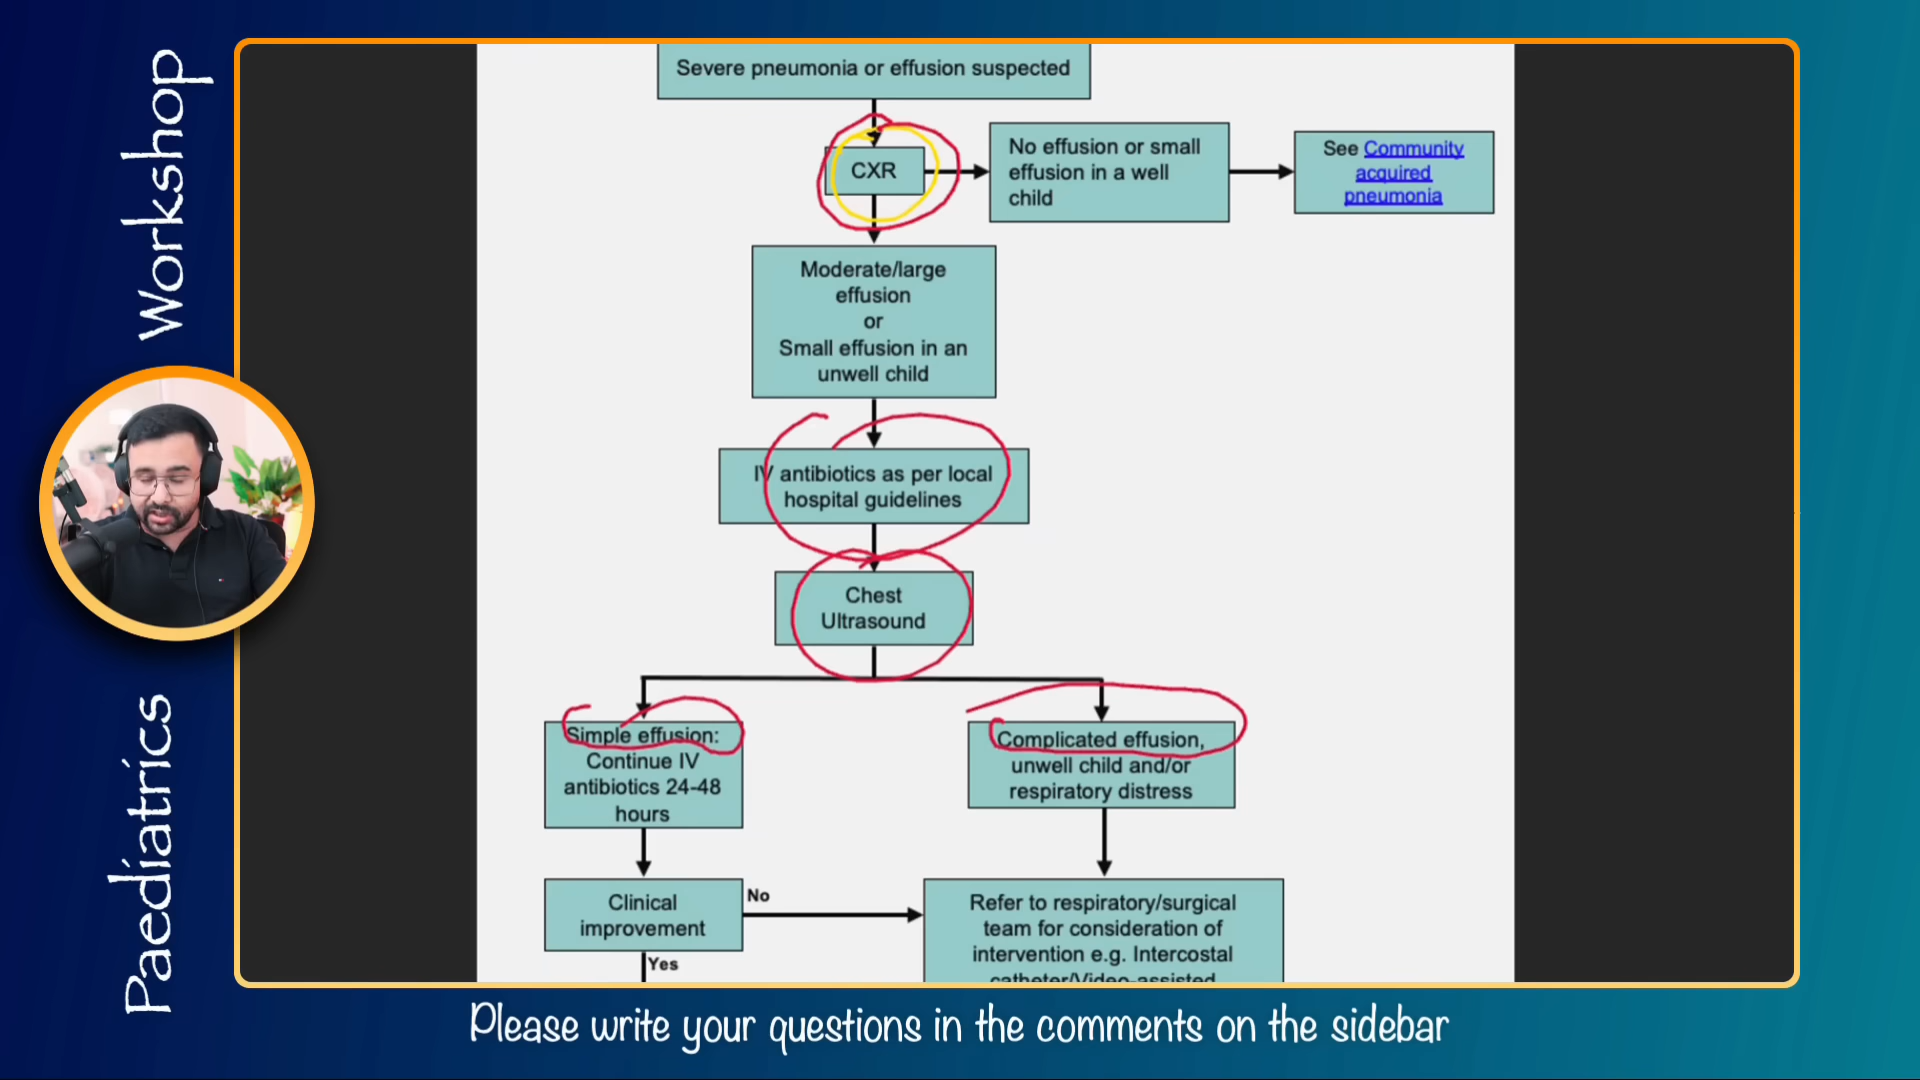 Paediatrics Workshop
Severe pneumonia or effusion suspected
CXR
No effusion or small
effusion in a well
child
See Community
acquired
pneumonia
Moderate/large
effusion
or
Small effusion in an
unwell child
IV antibiotics as per local
hospital guidelines
Chest
Ultrasound
Simple effusion:
Continue IV
antibiotics 24-48
hours
Complicated effusion,
unwell child and/or
respiratory distress
Clinical
improvement
No
Yes
Refer to respiratory/surgical
team for consideration of
intervention e.g. Intercostal
catheter/Video-assisted
Please write your questions in the comments on the sidebar